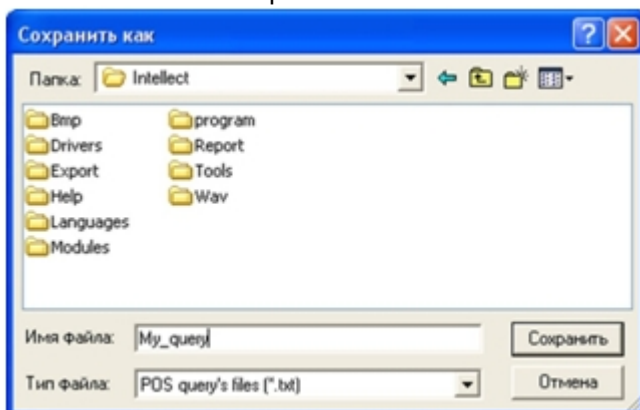 Сохранить как
Папка: Intellect
Bmp
Drivers
Export
Help
Languages
Modules
program
Report
Tools
Wav
Имя файла: My_query
Сохранить
Тип файла: POS query's files (*.txt)
Отмена